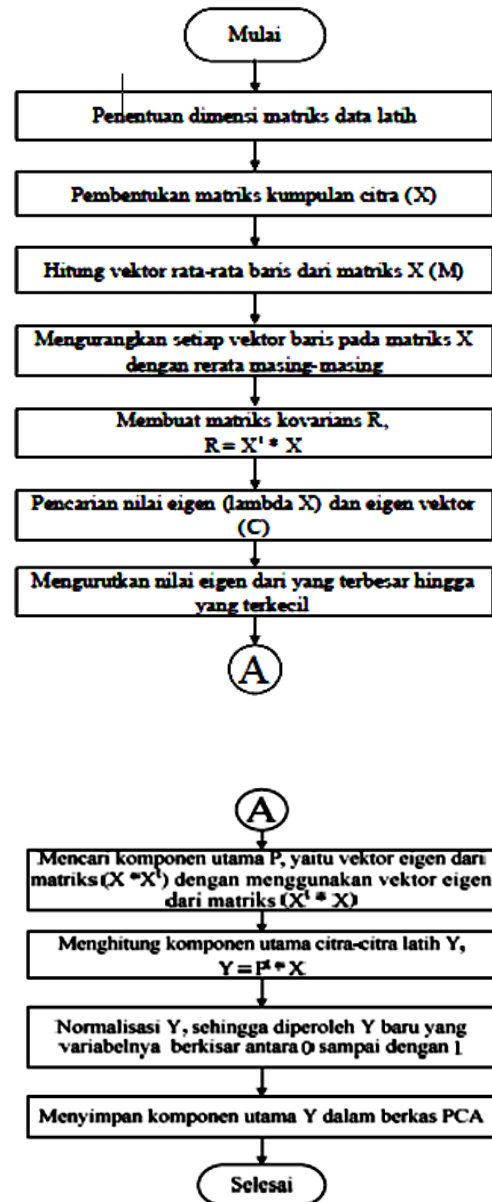 Mulai
Penentuan dimensi matriks data latih
Pembentukan matriks kumpulan citra (X)
Hitung vektor rata-rata baris dari matriks X (M)
Mengurangkan setiap vektor baris pada matriks X
dengan rerata masing-masing
Membuat matriks kovarians R,
R = Xᵗ * X
Pencarian nilai eigen (lambda X) dan eigen vektor
(C)
Mengurutkan nilai eigen dari yang terbesar hingga
yang terkecil
A
A
Mencari komponen utama P, yaitu vektor eigen dari
matriks (X *Xᵗ) dengan menggunakan vektor eigen
dari matriks (Xᵗ * X)
Menghitung komponen utama citra-citra latih Y,
Y = Pᵗ * X
Normalisasi Y, sehingga diperoleh Y baru yang
variabelnya berkisar antara 0 sampai dengan 1
Menyimpan komponen utama Y dalam berkas PCA
Selesai